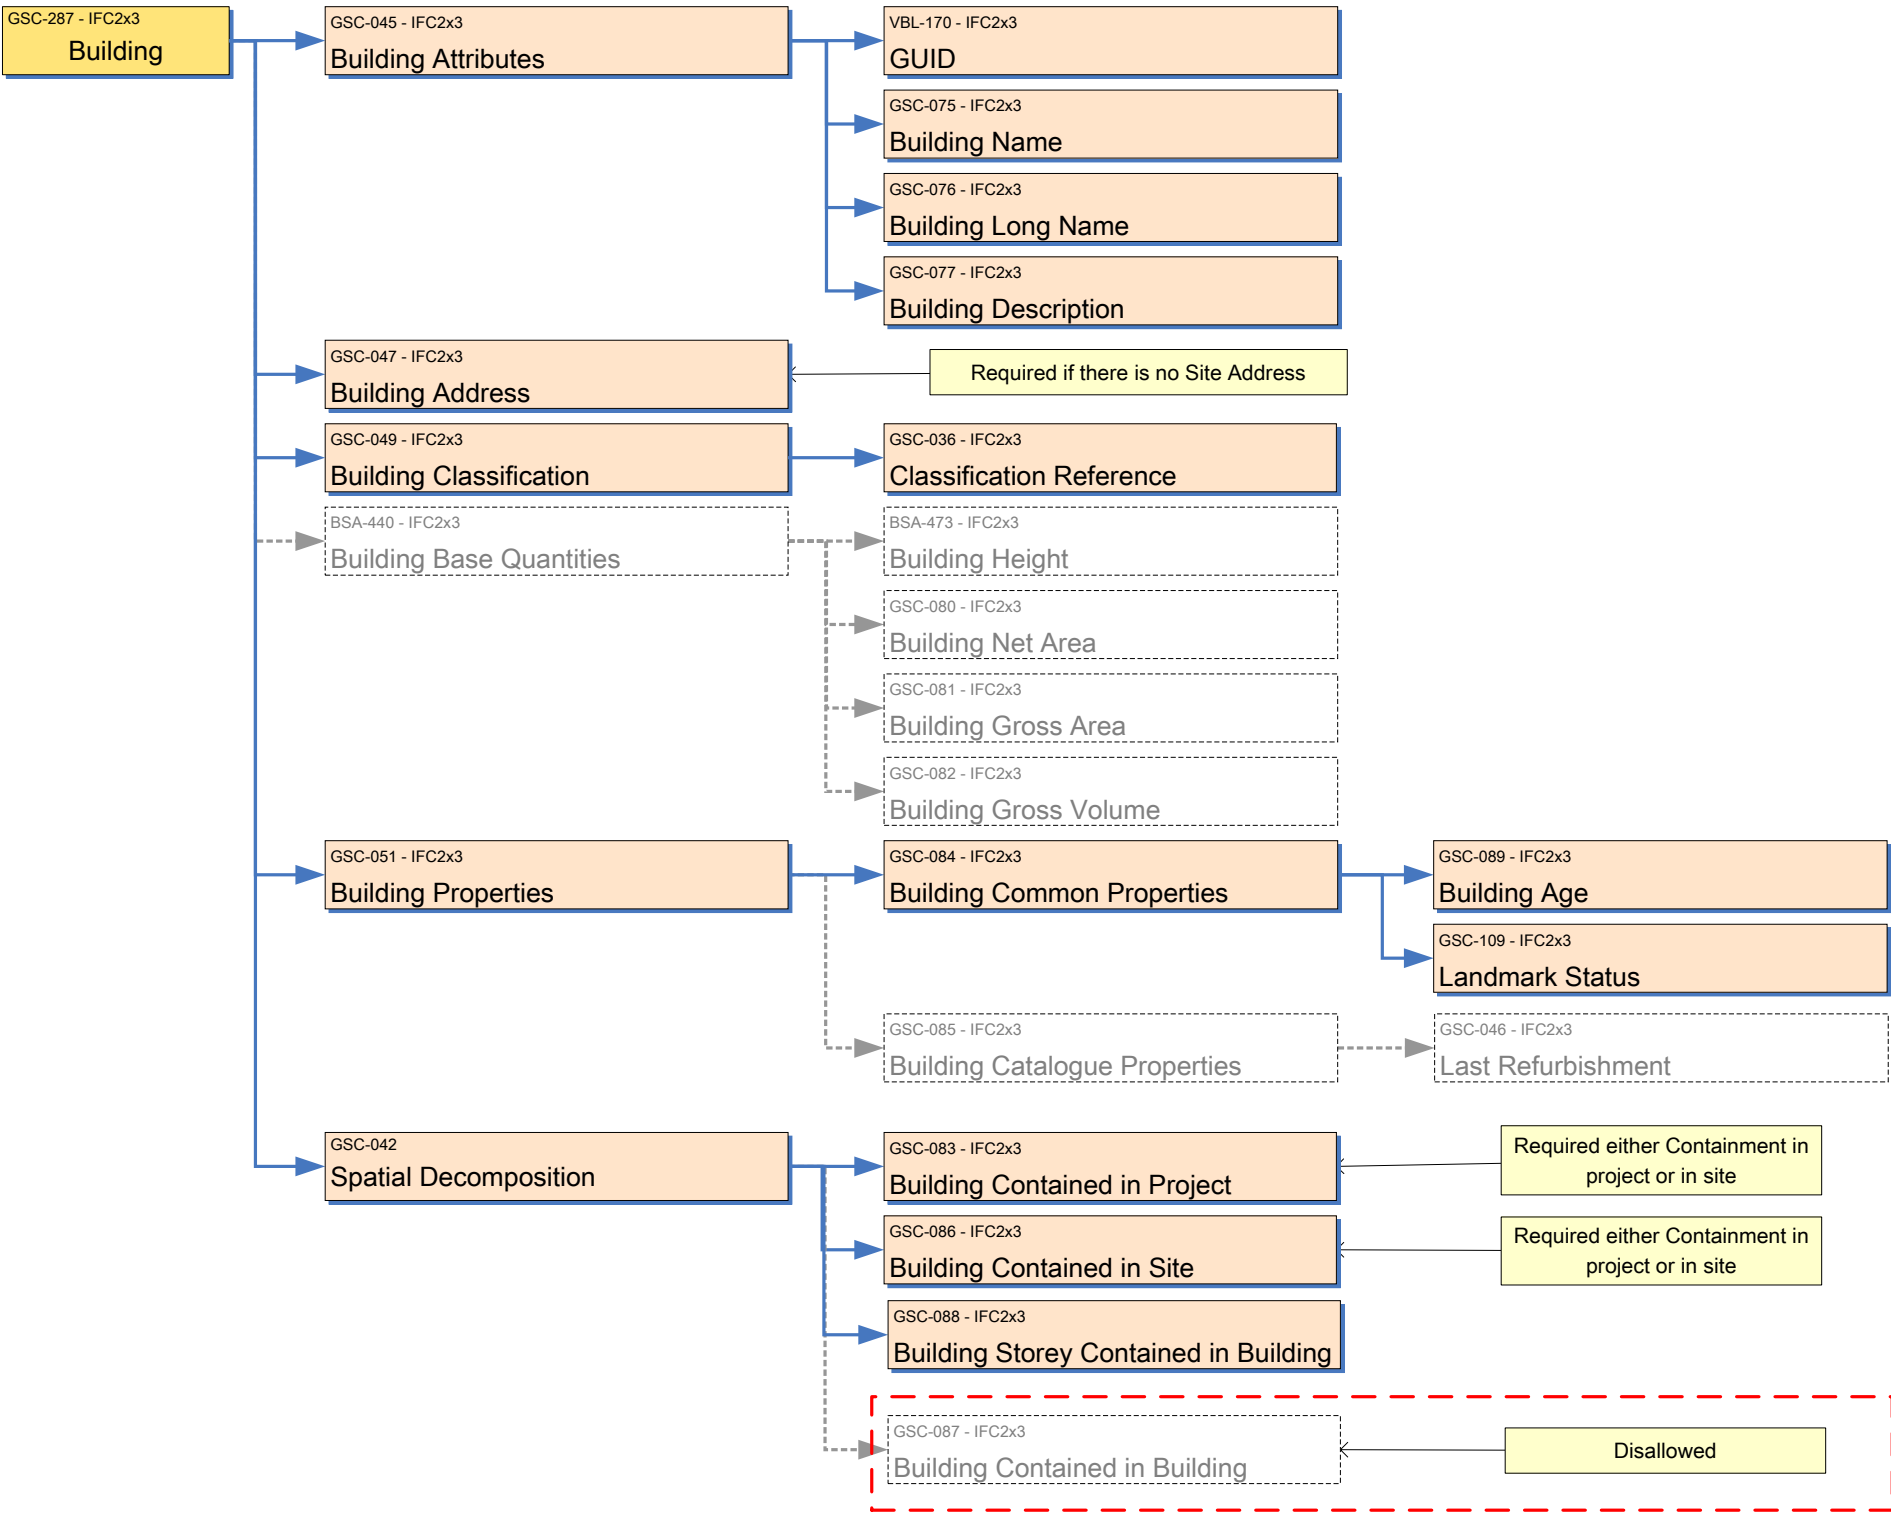 GSC-287 - IFC2x3
Building
GSC-045 - IFC2x3
Building Attributes
VBL-170 - IFC2x3
GUID
GSC-075 - IFC2x3
Building Name
GSC-076 - IFC2x3
Building Long Name
GSC-077 - IFC2x3
Building Description
GSC-047 - IFC2x3
Building Address
Required if there is no Site Address
GSC-049 - IFC2x3
Building Classification
GSC-036 - IFC2x3
Classification Reference
BSA-440 - IFC2x3
Building Base Quantities
BSA-473 - IFC2x3
Building Height
GSC-080 - IFC2x3
Building Net Area
GSC-081 - IFC2x3
Building Gross Area
GSC-082 - IFC2x3
Building Gross Volume
GSC-051 - IFC2x3
Building Properties
GSC-084 - IFC2x3
Building Common Properties
GSC-089 - IFC2x3
Building Age
GSC-109 - IFC2x3
Landmark Status
GSC-085 - IFC2x3
Building Catalogue Properties
GSC-046 - IFC2x3
Last Refurbishment
GSC-042
Spatial Decomposition
GSC-083 - IFC2x3
Building Contained in Project
Required either Containment in
project or in site
GSC-086 - IFC2x3
Building Contained in Site
Required either Containment in
project or in site
GSC-088 - IFC2x3
Building Storey Contained in Building
GSC-087 - IFC2x3
Building Contained in Building
Disallowed